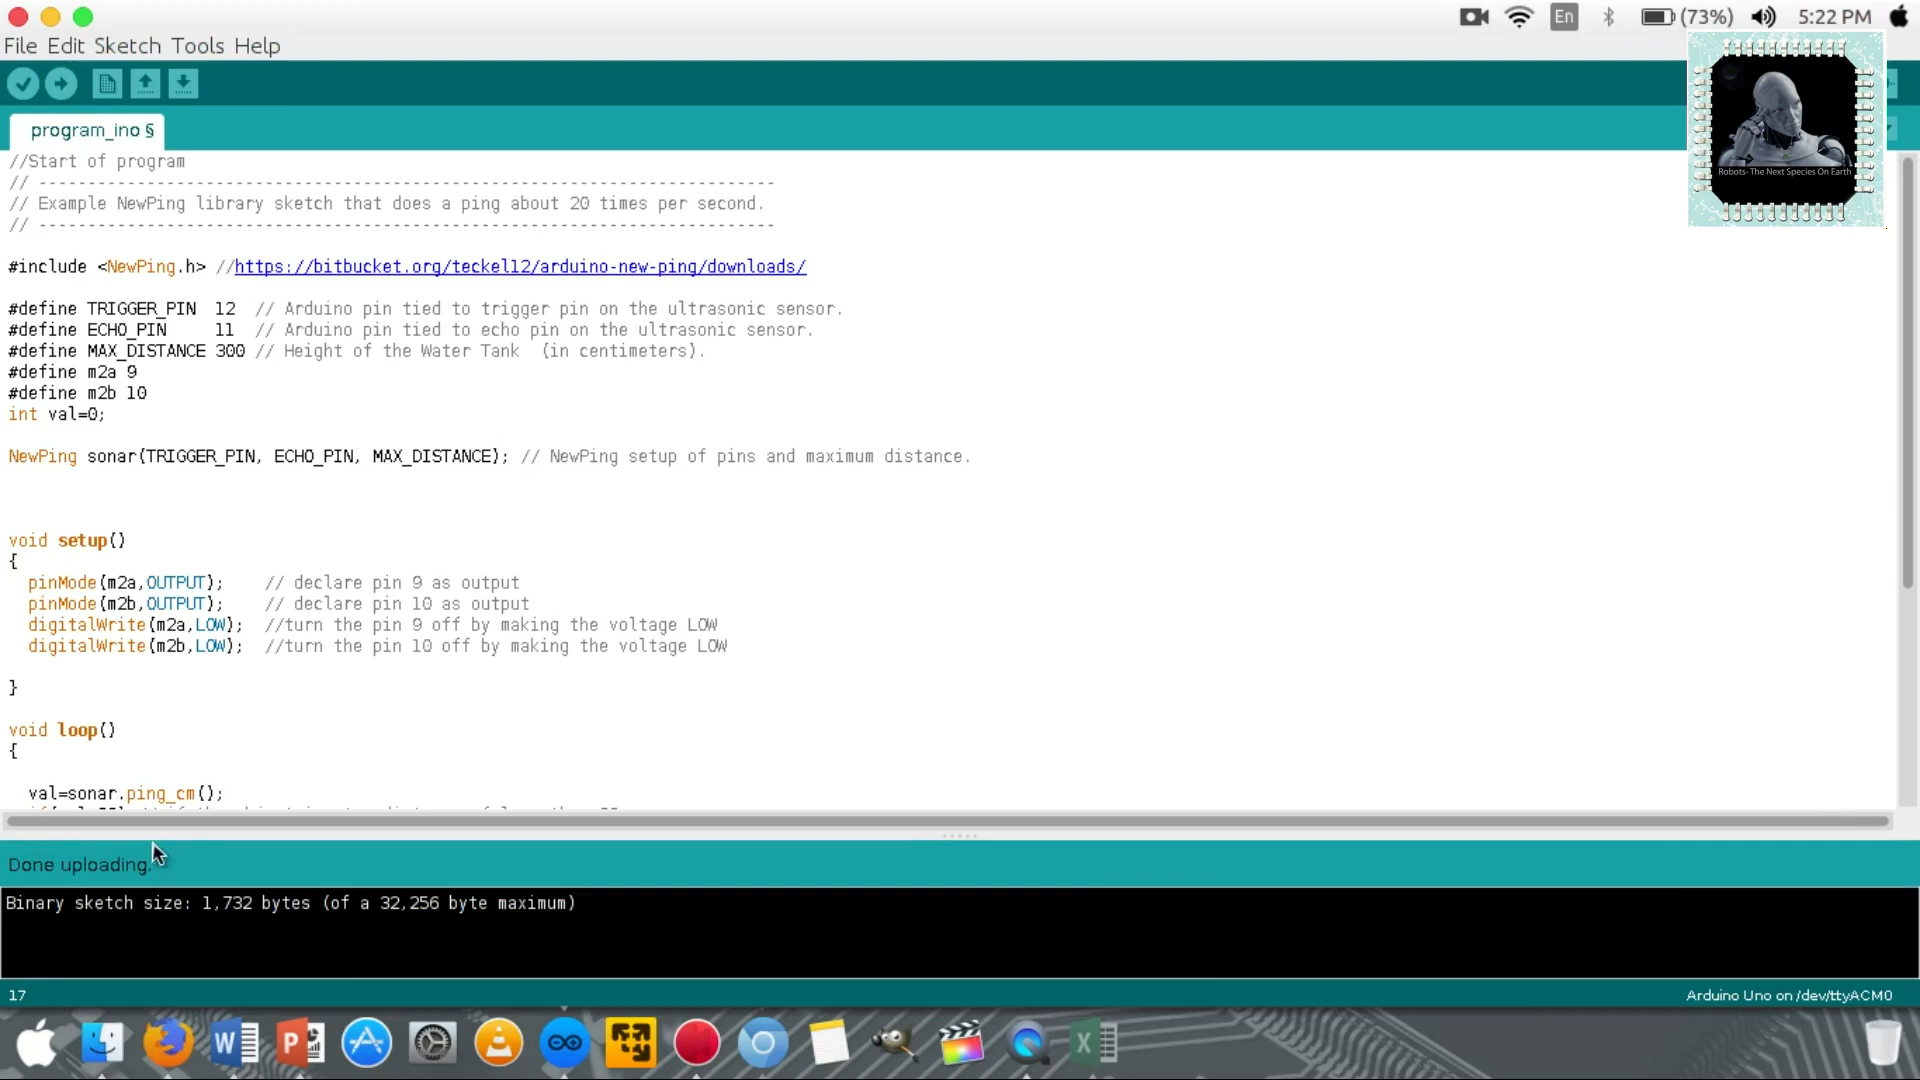 En (73%) 5:22 PM
File Edit Sketch Tools Help
program_ino §
Robots- The Next Species On Earth
//Start of program
// ---------------------------------------------------------------------------
// Example NewPing library sketch that does a ping about 20 times per second.
// ---------------------------------------------------------------------------
#include <NewPing.h> //https://bitbucket.org/teckel12/arduino-new-ping/downloads/
#define TRIGGER_PIN  12  // Arduino pin tied to trigger pin on the ultrasonic sensor.
#define ECHO_PIN     11  // Arduino pin tied to echo pin on the ultrasonic sensor.
#define MAX_DISTANCE 300 // Height of the Water Tank  (in centimeters).
#define m2a 9
#define m2b 10
int val=0;
NewPing sonar(TRIGGER_PIN, ECHO_PIN, MAX_DISTANCE); // NewPing setup of pins and maximum distance.
void setup()
{
pinMode(m2a,OUTPUT);    // declare pin 9 as output
pinMode(m2b,OUTPUT);    // declare pin 10 as output
digitalWrite(m2a,LOW);  //turn the pin 9 off by making the voltage LOW
digitalWrite(m2b,LOW);  //turn the pin 10 off by making the voltage LOW
}
void loop()
{
val=sonar.ping_cm();
Done uploading.
Binary sketch size: 1,732 bytes (of a 32,256 byte maximum)
17
Arduino Uno on /dev/ttyACM0